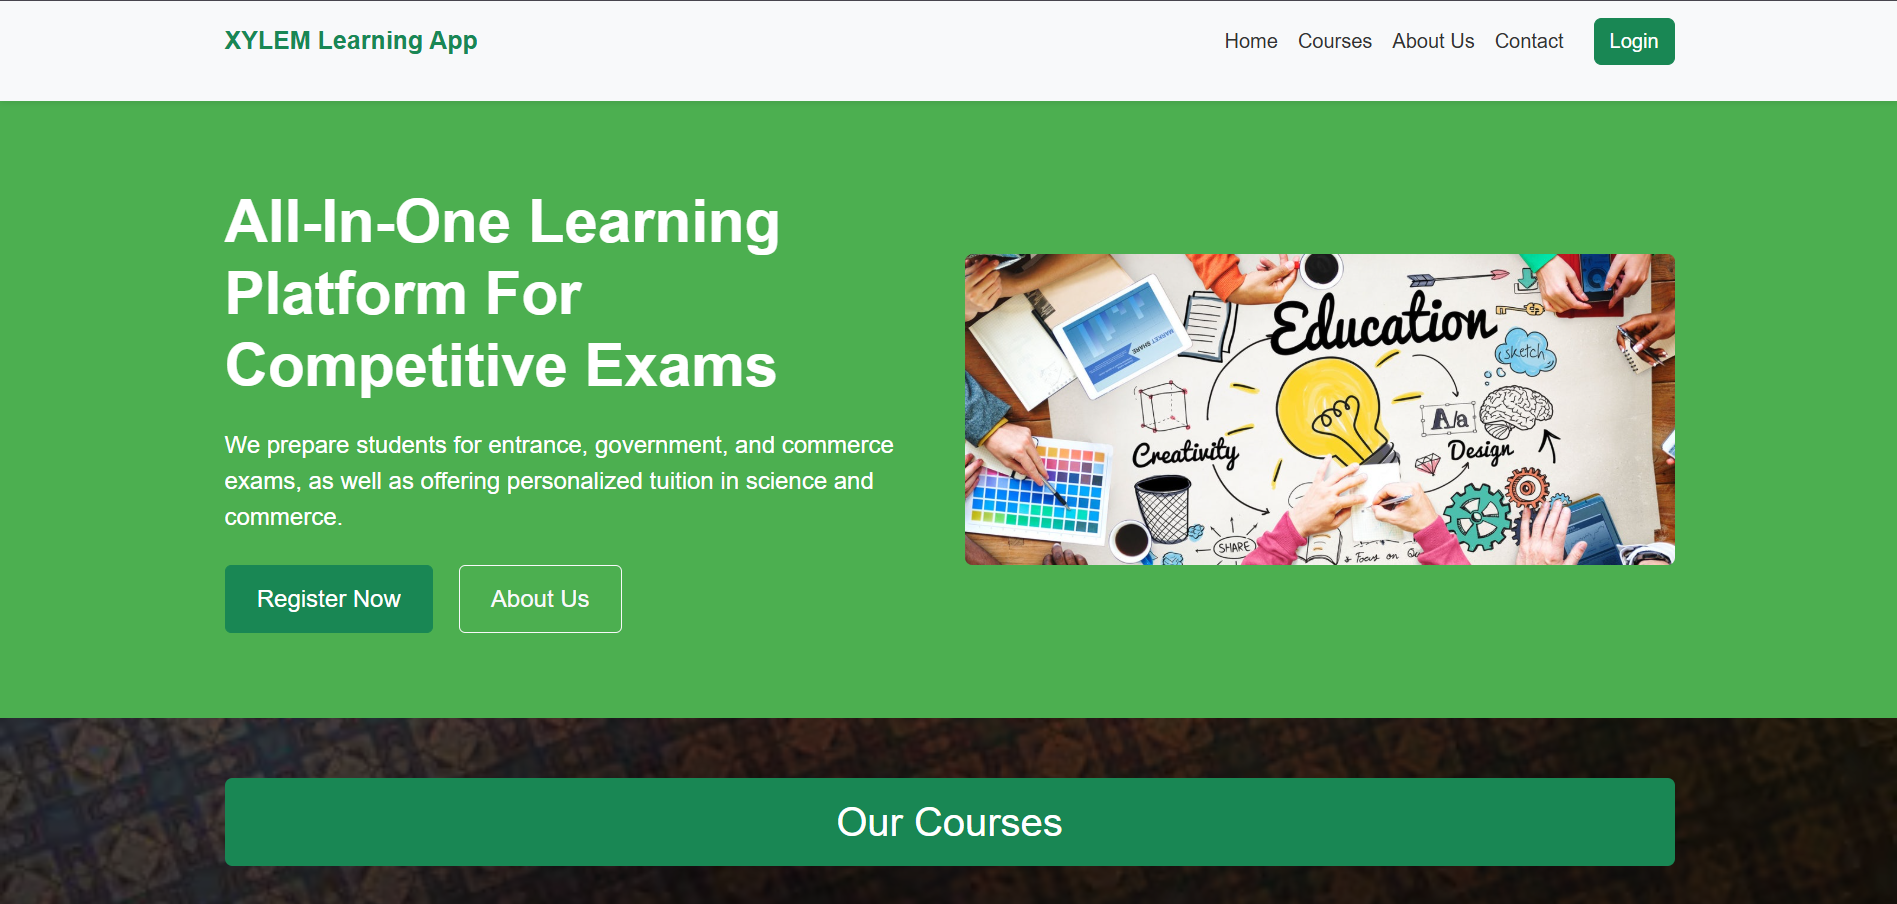 XYLEM Learning App
Home Courses About Us Contact Login
All-In-One Learning
Platform For
Competitive Exams
We prepare students for entrance, government, and commerce
exams, as well as offering personalized tuition in science and
commerce.
Register Now About Us
Education
sketch
MARKET SHARE
A/a
Creativity
Design
SHARE
Focus on
Our Courses